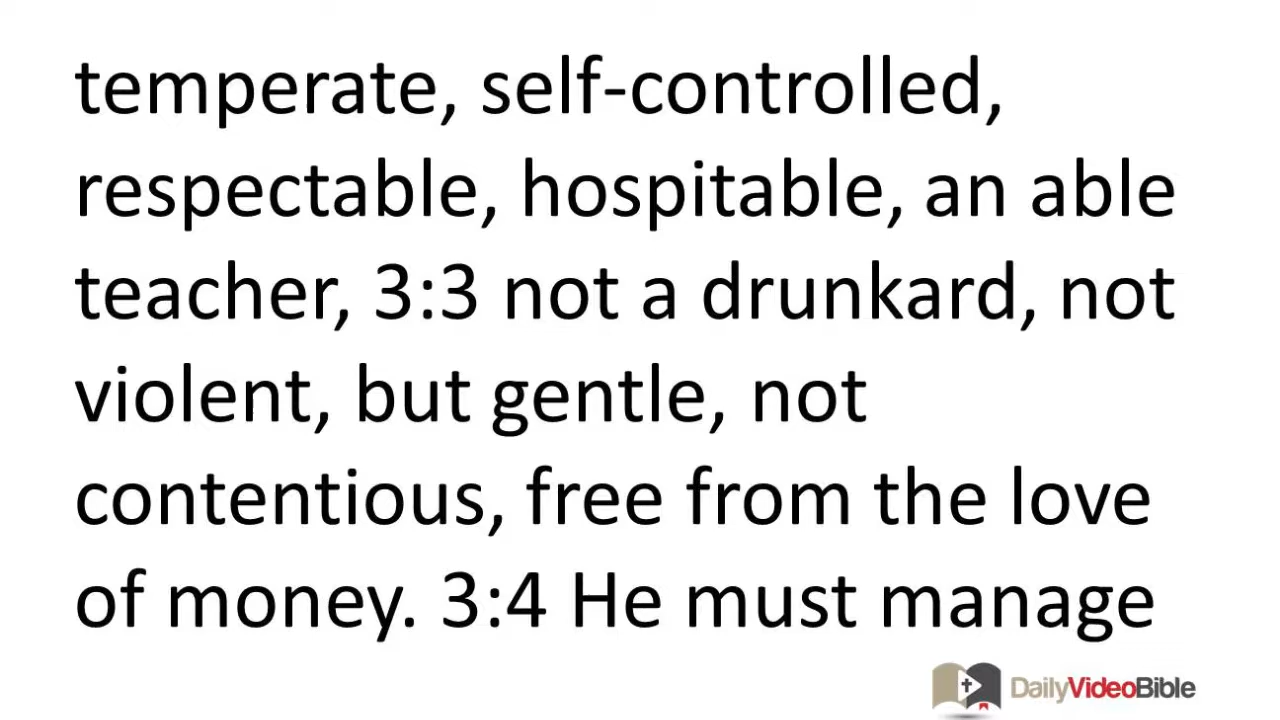 temperate, self-controlled,
respectable, hospitable, an able
teacher, 3:3 not a drunkard, not
violent, but gentle, not
contentious, free from the love
of money. 3:4 He must manage
DailyVideoBible